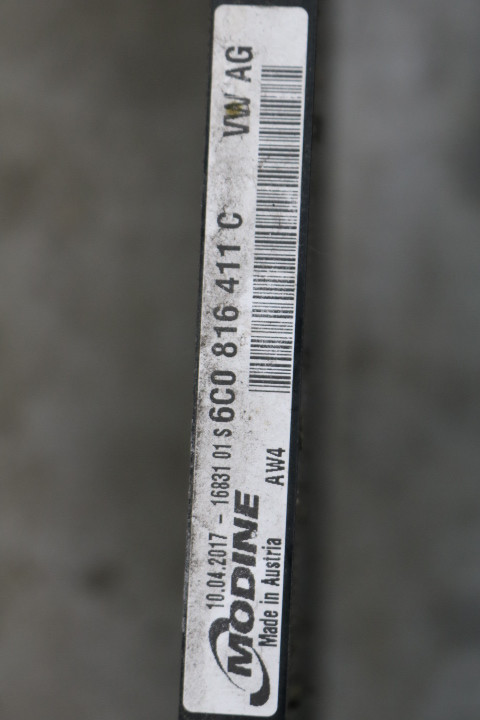 10.04.2017 - 16831 01 S 6C0 816 411 C VW AG
MODINE
Made in Austria AW4